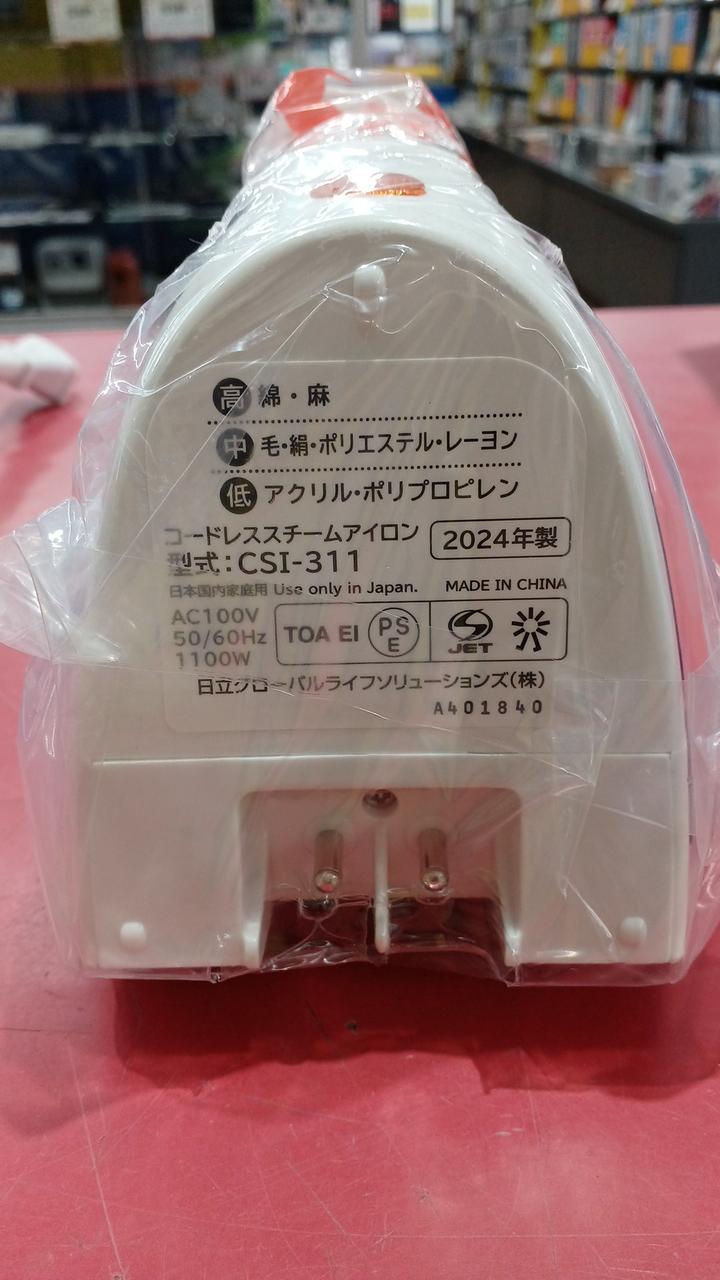 高 綿・麻
中 毛・絹・ポリエステル・レーヨン
低 アクリル・ポリプロピレン
コードレススチームアイロン 2024年製
型式:CSI-311
日本国内家庭用 Use only in Japan. MADE IN CHINA
AC100V
50/60Hz
1100W
TOA EI PS E JET
日立グローバルライフソリューションズ(株)
A401840